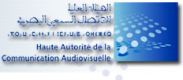 الهيئة العليا
للاتصال السمعي البصري
Haute Autorité de la
Communication Audiovisuelle